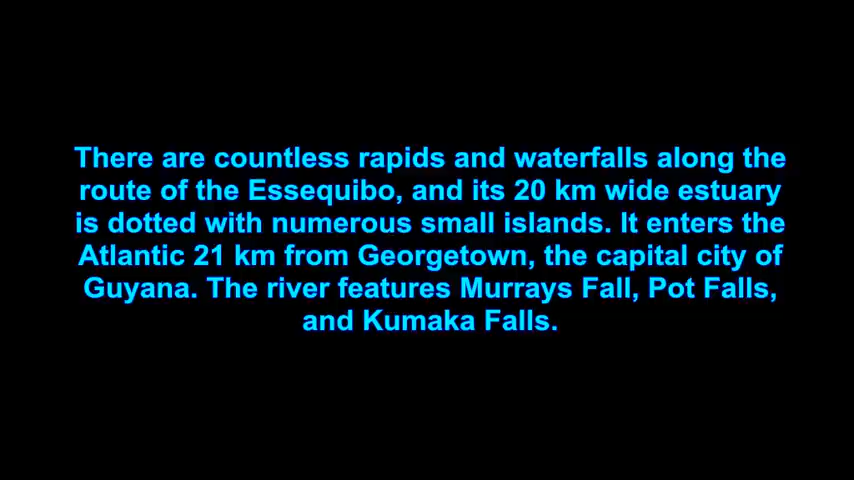 There are countless rapids and waterfalls along the
route of the Essequibo, and its 20 km wide estuary
is dotted with numerous small islands. It enters the
Atlantic 21 km from Georgetown, the capital city of
Guyana. The river features Murrays Fall, Pot Falls,
and Kumaka Falls.